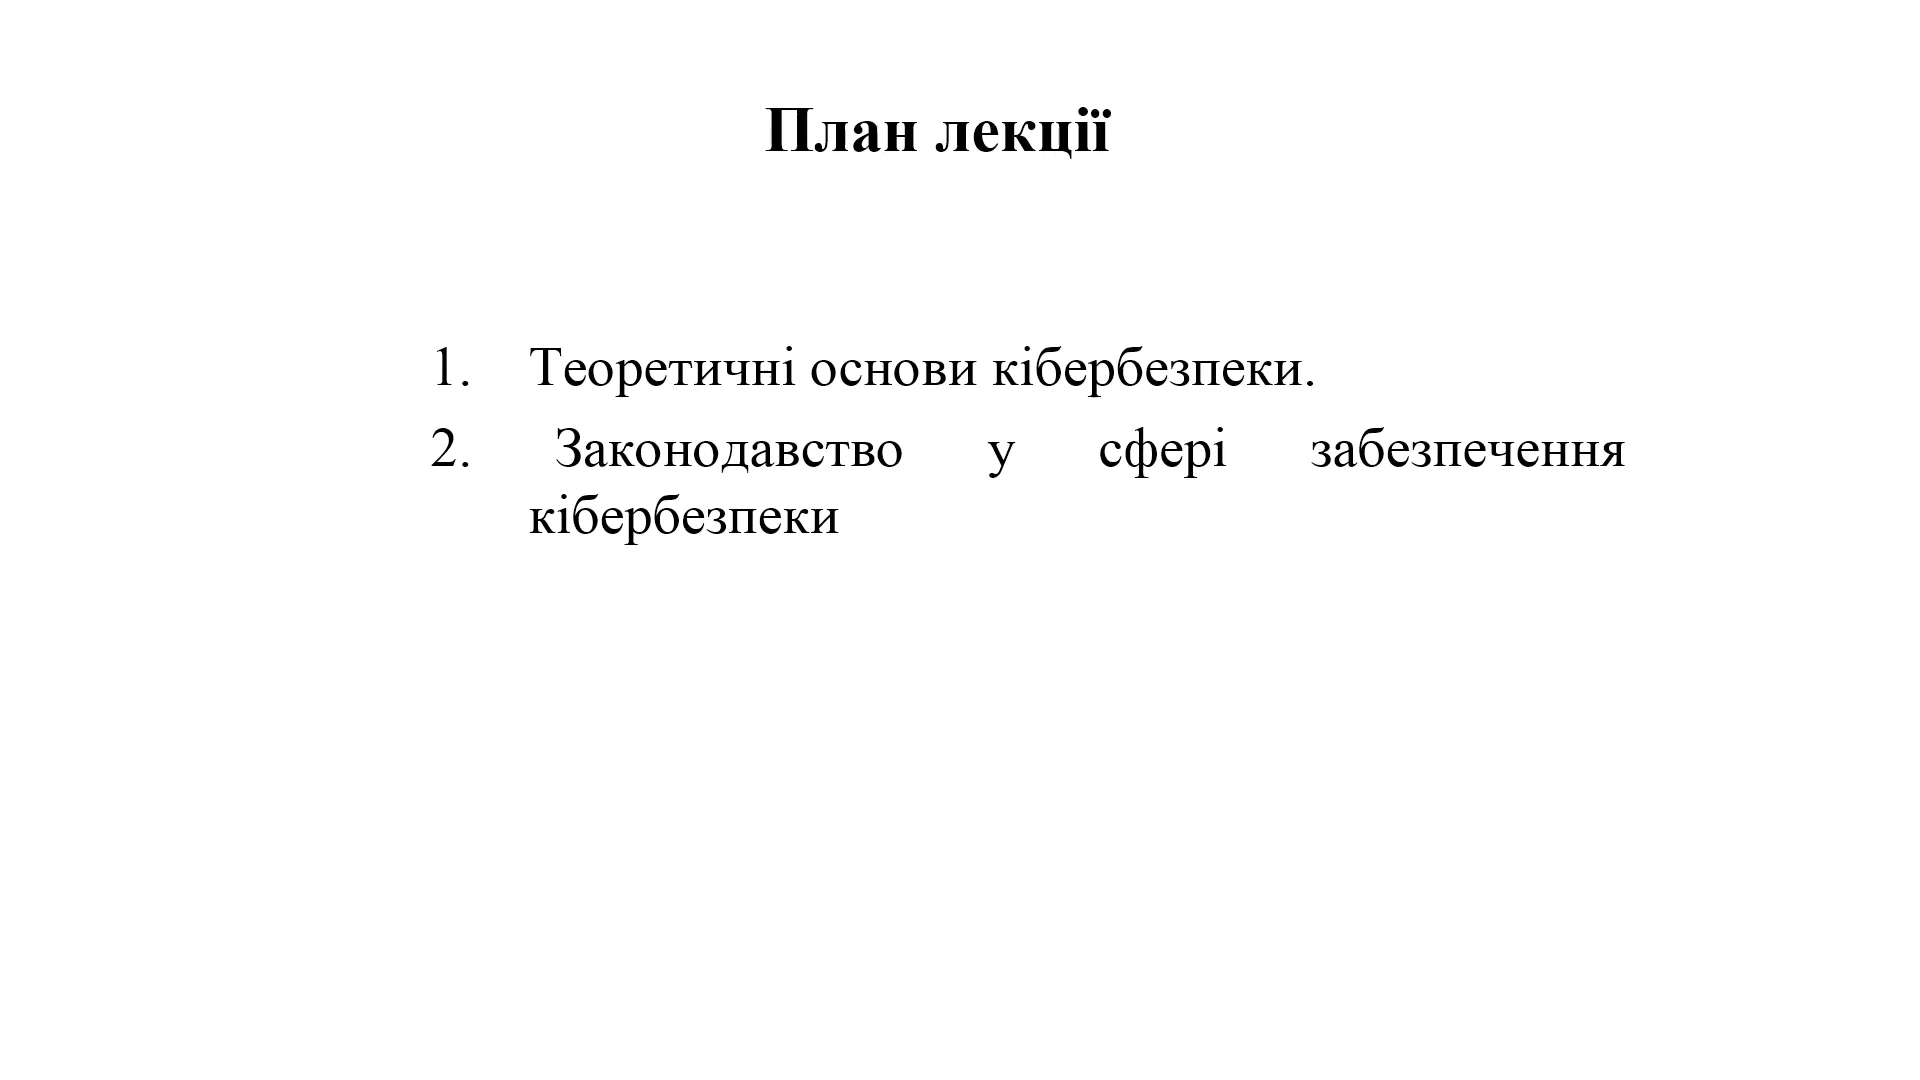 План лекції
1. Теоретичні основи кібербезпеки.
2. Законодавство у сфері забезпечення
кібербезпеки